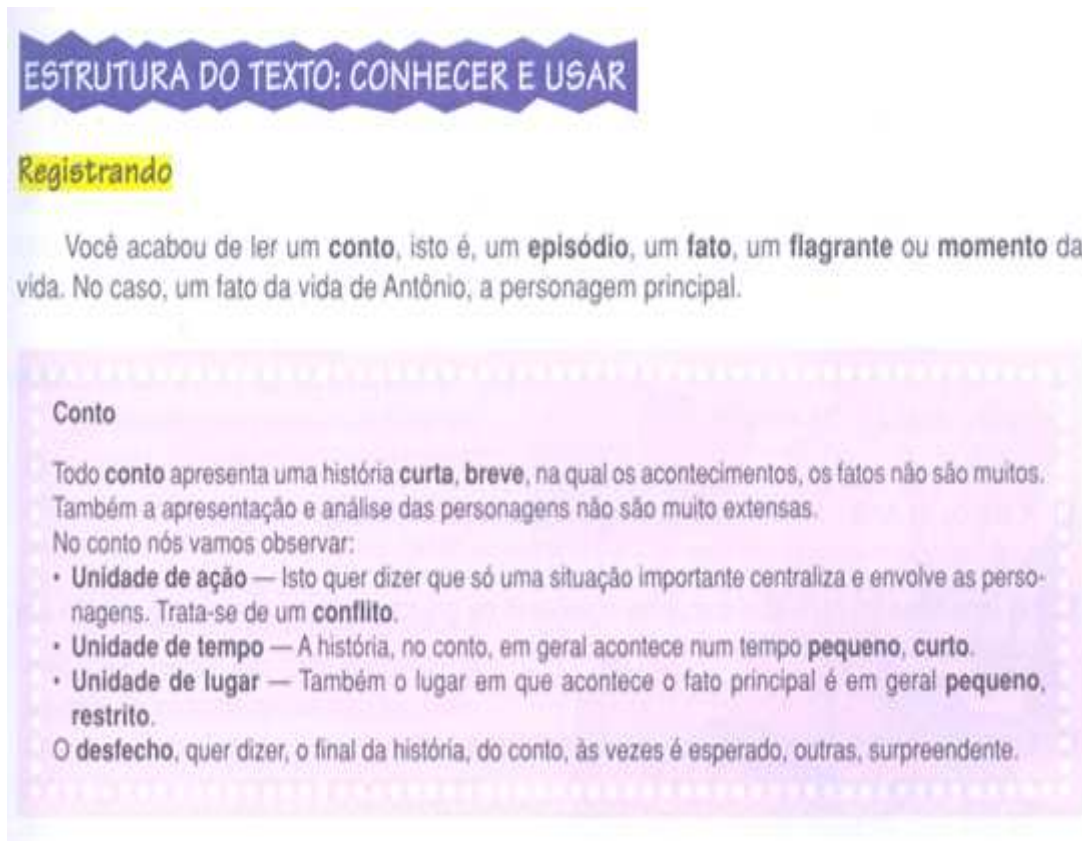 ESTRUTURA DO TEXTO: CONHECER E USAR
Registrando
Você acabou de ler um conto, isto é, um episódio, um fato, um flagrante ou momento da
vida. No caso, um fato da vida de Antônio, a personagem principal.
Conto
Todo conto apresenta uma história curta, breve, na qual os acontecimentos, os fatos não são muitos.
Também a apresentação e análise das personagens não são muito extensas.
No conto nós vamos observar:
• Unidade de ação — Isto quer dizer que só uma situação importante centraliza e envolve as perso-
nagens. Trata-se de um conflito.
• Unidade de tempo — A história, no conto, em geral acontece num tempo pequeno, curto.
• Unidade de lugar — Também o lugar em que acontece o fato principal é em geral pequeno,
restrito.
O desfecho, quer dizer, o final da história, do conto, às vezes é esperado, outras, surpreendente.